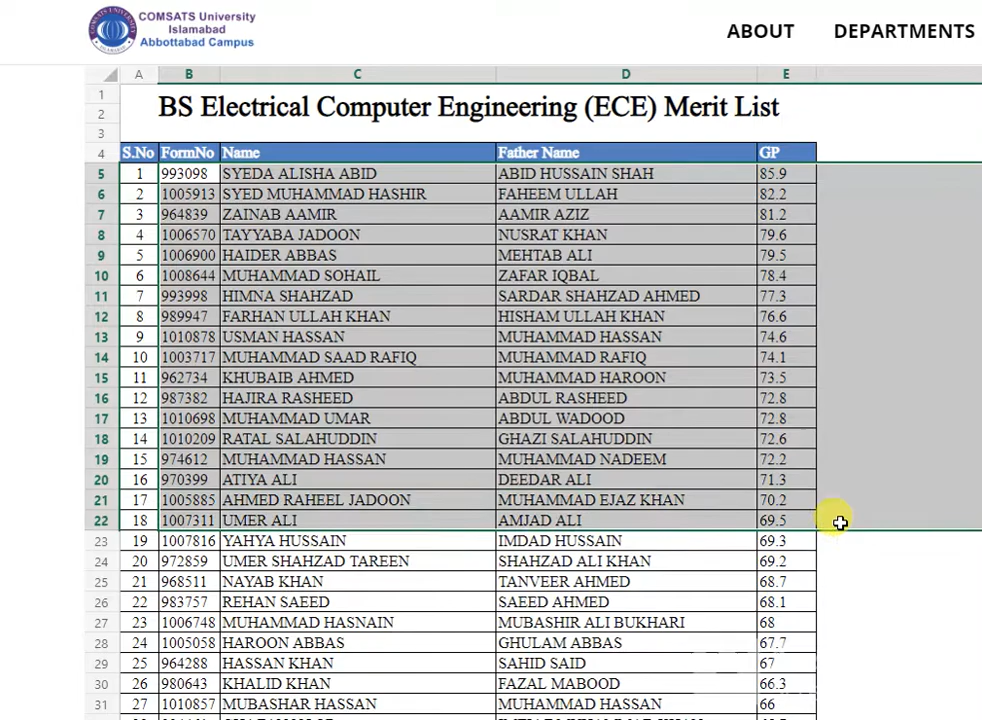 COMSATS University
Islamabad
Abbottabad Campus
ABOUT DEPARTMENTS
A B C D E
1
2 BS Electrical Computer Engineering (ECE) Merit List
3
4 S.No FormNo Name Father Name GP
5 1 993098 SYEDA ALISHA ABID ABID HUSSAIN SHAH 85.9
6 2 1005913 SYED MUHAMMAD HASHIR FAHEEM ULLAH 82.2
7 3 964839 ZAINAB AAMIR AAMIR AZIZ 81.2
8 4 1006570 TAYYABA JADOON NUSRAT KHAN 79.6
9 5 1006900 HAIDER ABBAS MEHTAB ALI 79.5
10 6 1008644 MUHAMMAD SOHAIL ZAFAR IQBAL 78.4
11 7 993998 HIMNA SHAHZAD SARDAR SHAHZAD AHMED 77.3
12 8 989947 FARHAN ULLAH KHAN HISHAM ULLAH KHAN 76.6
13 9 1010878 USMAN HASSAN MUHAMMAD HASSAN 74.6
14 10 1003717 MUHAMMAD SAAD RAFIQ MUHAMMAD RAFIQ 74.1
15 11 962734 KHUBAIB AHMED MUHAMMAD HAROON 73.5
16 12 987382 HAJIRA RASHEED ABDUL RASHEED 72.8
17 13 1010698 MUHAMMAD UMAR ABDUL WADOOD 72.8
18 14 1010209 RATAL SALAHUDDIN GHAZI SALAHUDDIN 72.6
19 15 974612 MUHAMMAD HASSAN MUHAMMAD NADEEM 72.2
20 16 970399 ATIYA ALI DEEDAR ALI 71.3
21 17 1005885 AHMED RAHEEL JADOON MUHAMMAD EJAZ KHAN 70.2
22 18 1007311 UMER ALI AMJAD ALI 69.5
23 19 1007816 YAHYA HUSSAIN IMDAD HUSSAIN 69.3
24 20 972859 UMER SHAHZAD TAREEN SHAHZAD ALI KHAN 69.2
25 21 968511 NAYAB KHAN TANVEER AHMED 68.7
26 22 983757 REHAN SAEED SAEED AHMED 68.1
27 23 1006748 MUHAMMAD HASNAIN MUBASHIR ALI BUKHARI 68
28 24 1005058 HAROON ABBAS GHULAM ABBAS 67.7
29 25 964288 HASSAN KHAN SAHID SAID 67
30 26 980643 KHALID KHAN FAZAL MABOOD 66.3
31 27 1010857 MUBASHAR HASSAN MUHAMMAD HASSAN 66